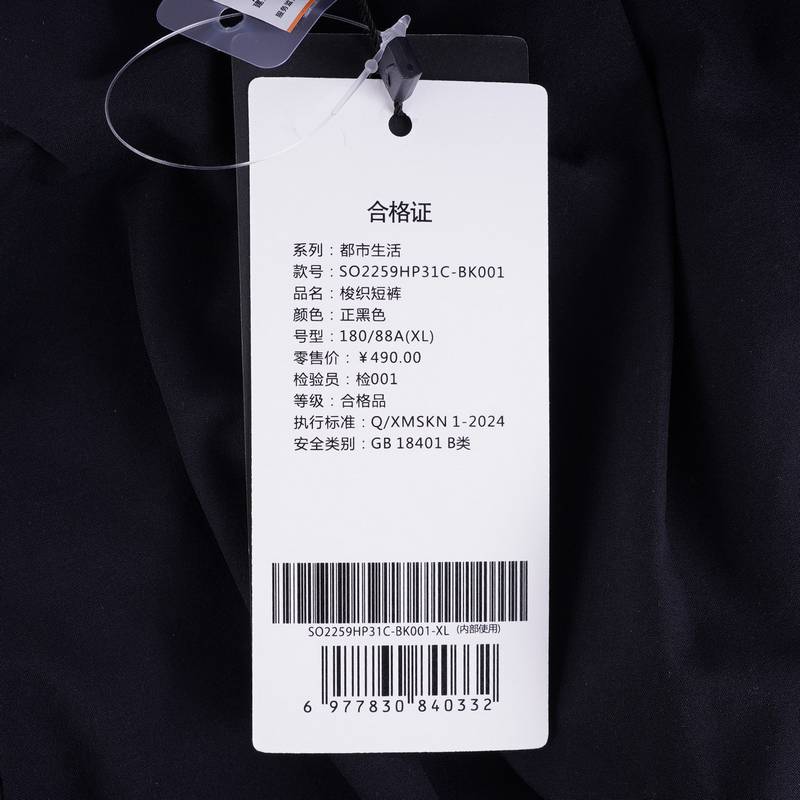 服务监
合格证
系列：都市生活
款号：SO2259HP31C-BK001
品名：梭织短裤
颜色：正黑色
号型：180/88A(XL)
零售价：￥490.00
检验员：检001
等级：合格品
执行标准：Q/XMSKN 1-2024
安全类别：GB 18401 B类
SO2259HP31C-BK001-XL (内部使用)
6 977830 840332